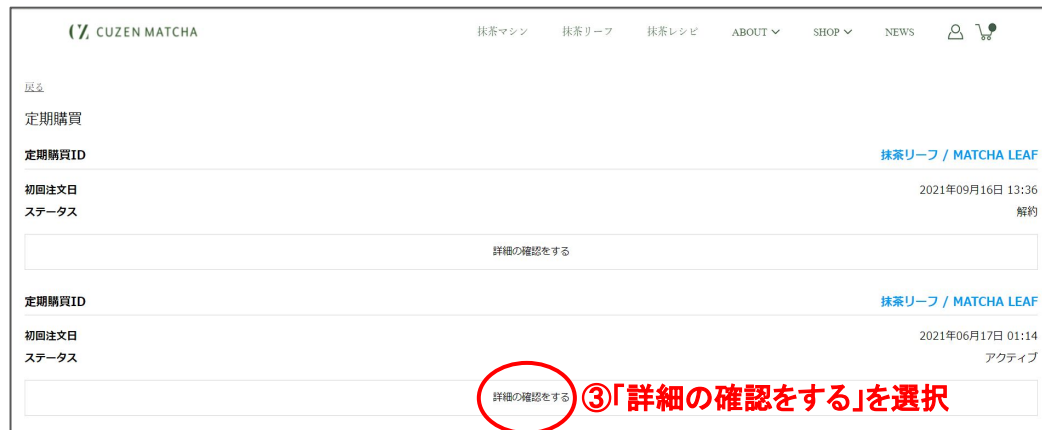 CUZEN MATCHA 抹茶マシン 抹茶リーフ 抹茶レシピ ABOUT SHOP NEWS
戻る
定期購買
定期購買ID 抹茶リーフ / MATCHA LEAF
初回注文日 2021年09月16日 13:36
ステータス 解約
詳細の確認をする
定期購買ID 抹茶リーフ / MATCHA LEAF
初回注文日 2021年06月17日 01:14
ステータス アクティブ
詳細の確認をする ③「詳細の確認をする」を選択